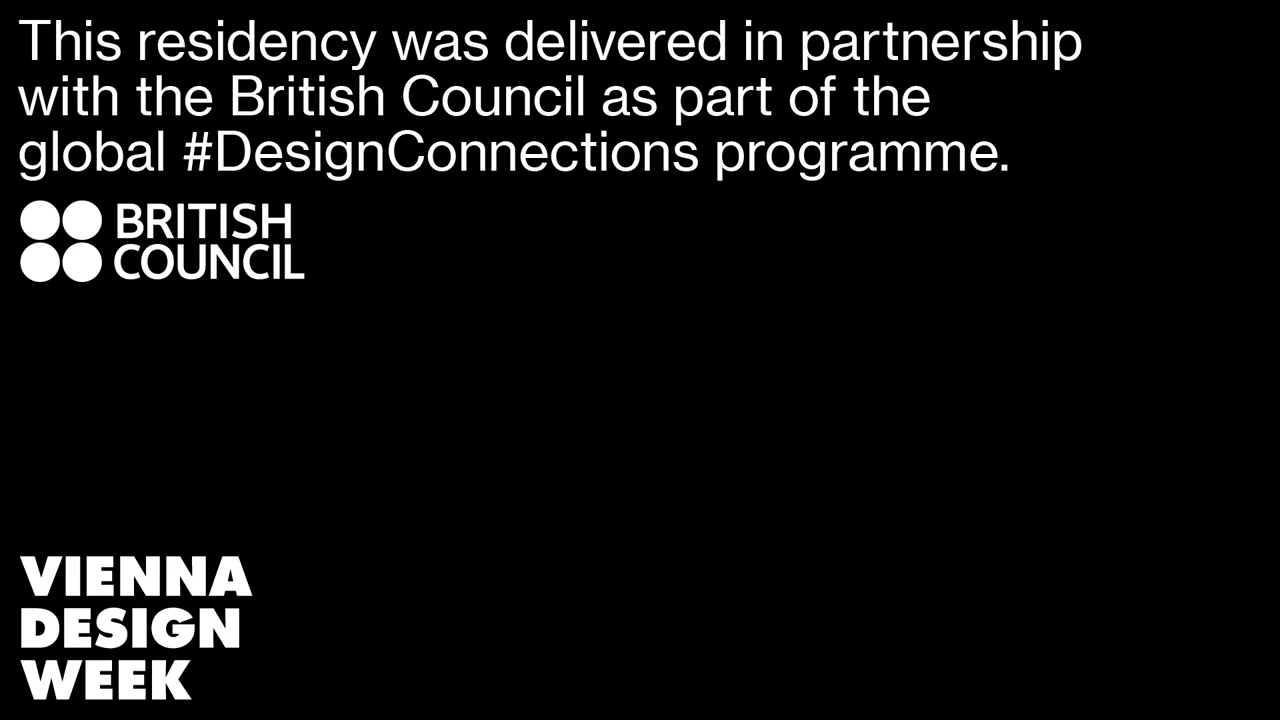 This residency was delivered in partnership
with the British Council as part of the
global #DesignConnections programme.
BRITISH
COUNCIL
VIENNA
DESIGN
WEEK